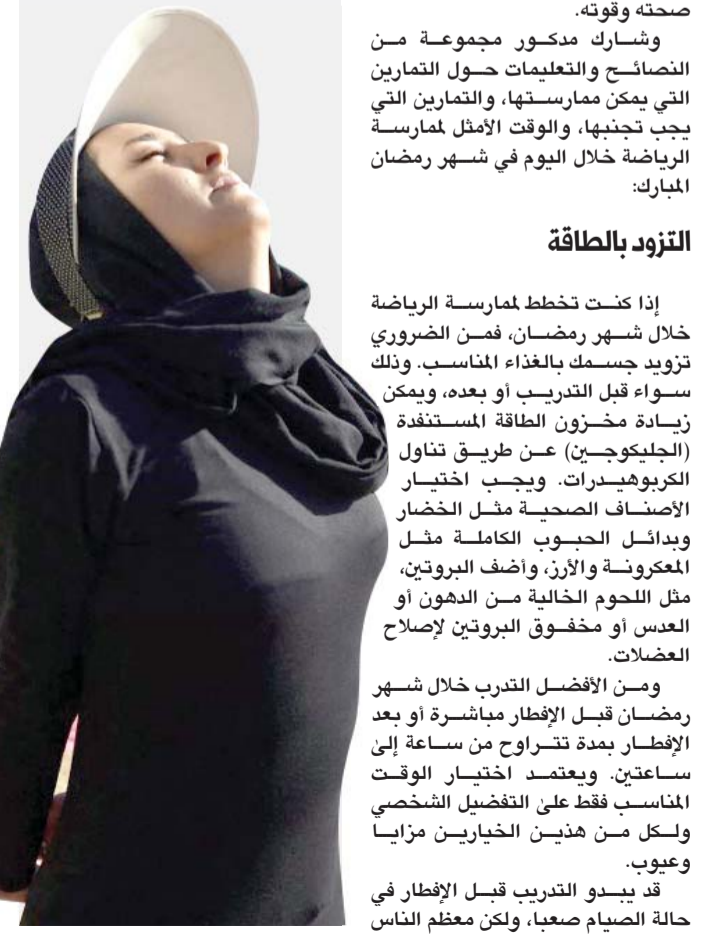 صحته وقوته.
وشارك مدكور مجموعة من
النصائح والتعليمات حول التمارين
التي يمكن ممارستها، والتمارين التي
يجب تجنبها، والوقت الأمثل لممارسة
الرياضة خلال اليوم في شهر رمضان
المبارك:
التزود بالطاقة
إذا كنت تخطط لممارسة الرياضة
خلال شهر رمضان، فمن الضروري
تزويد جسمك بالغذاء المناسب. وذلك
سواء قبل التدريب أو بعده، ويمكن
زيادة مخزون الطاقة المستنفدة
(الجليكوجين) عن طريق تناول
الكربوهيدرات. ويجب اختيار
الأصناف الصحية مثل الخضار
وبدائل الحبوب الكاملة مثل
المعكرونة والأرز، وأضف البروتين،
مثل اللحوم الخالية من الدهون أو
العدس أو مخفوق البروتين لإصلاح
العضلات.
ومن الأفضل التدرب خلال شهر
رمضان قبل الإفطار مباشرة أو بعد
الإفطار بمدة تتراوح من ساعة إلى
ساعتين. ويعتمد اختيار الوقت
المناسب فقط على التفضيل الشخصي
ولكل من هذين الخيارين مزايا
وعيوب.
قد يبدو التدريب قبل الإفطار في
حالة الصيام صعبا، ولكن معظم الناس